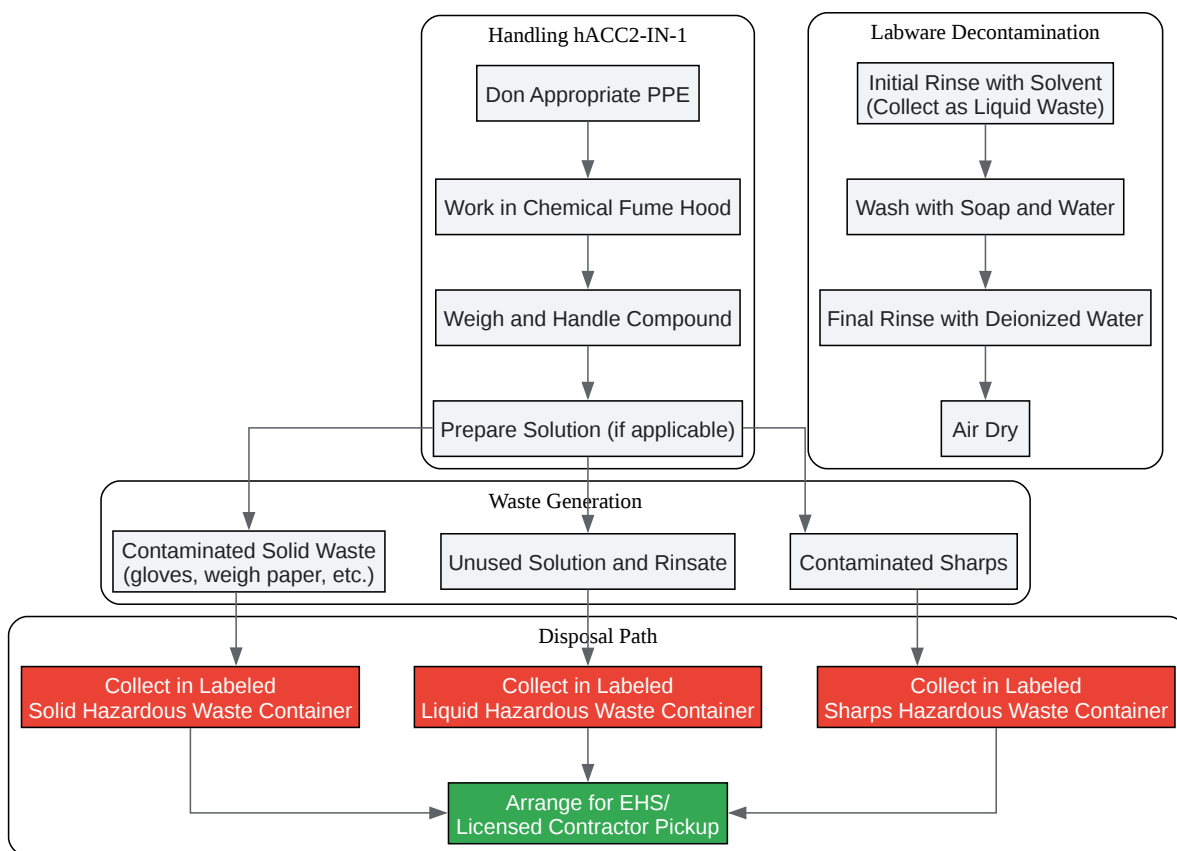 Handling hACC2-IN-1
Don Appropriate PPE
Work in Chemical Fume Hood
Weigh and Handle Compound
Prepare Solution (if applicable)
Labware Decontamination
Initial Rinse with Solvent
(Collect as Liquid Waste)
Wash with Soap and Water
Final Rinse with Deionized Water
Air Dry
Waste Generation
Contaminated Solid Waste
(gloves, weigh paper, etc.)
Unused Solution and Rinsate
Contaminated Sharps
Disposal Path
Collect in Labeled
Solid Hazardous Waste Container
Collect in Labeled
Liquid Hazardous Waste Container
Collect in Labeled
Sharps Hazardous Waste Container
Arrange for EHS/
Licensed Contractor Pickup